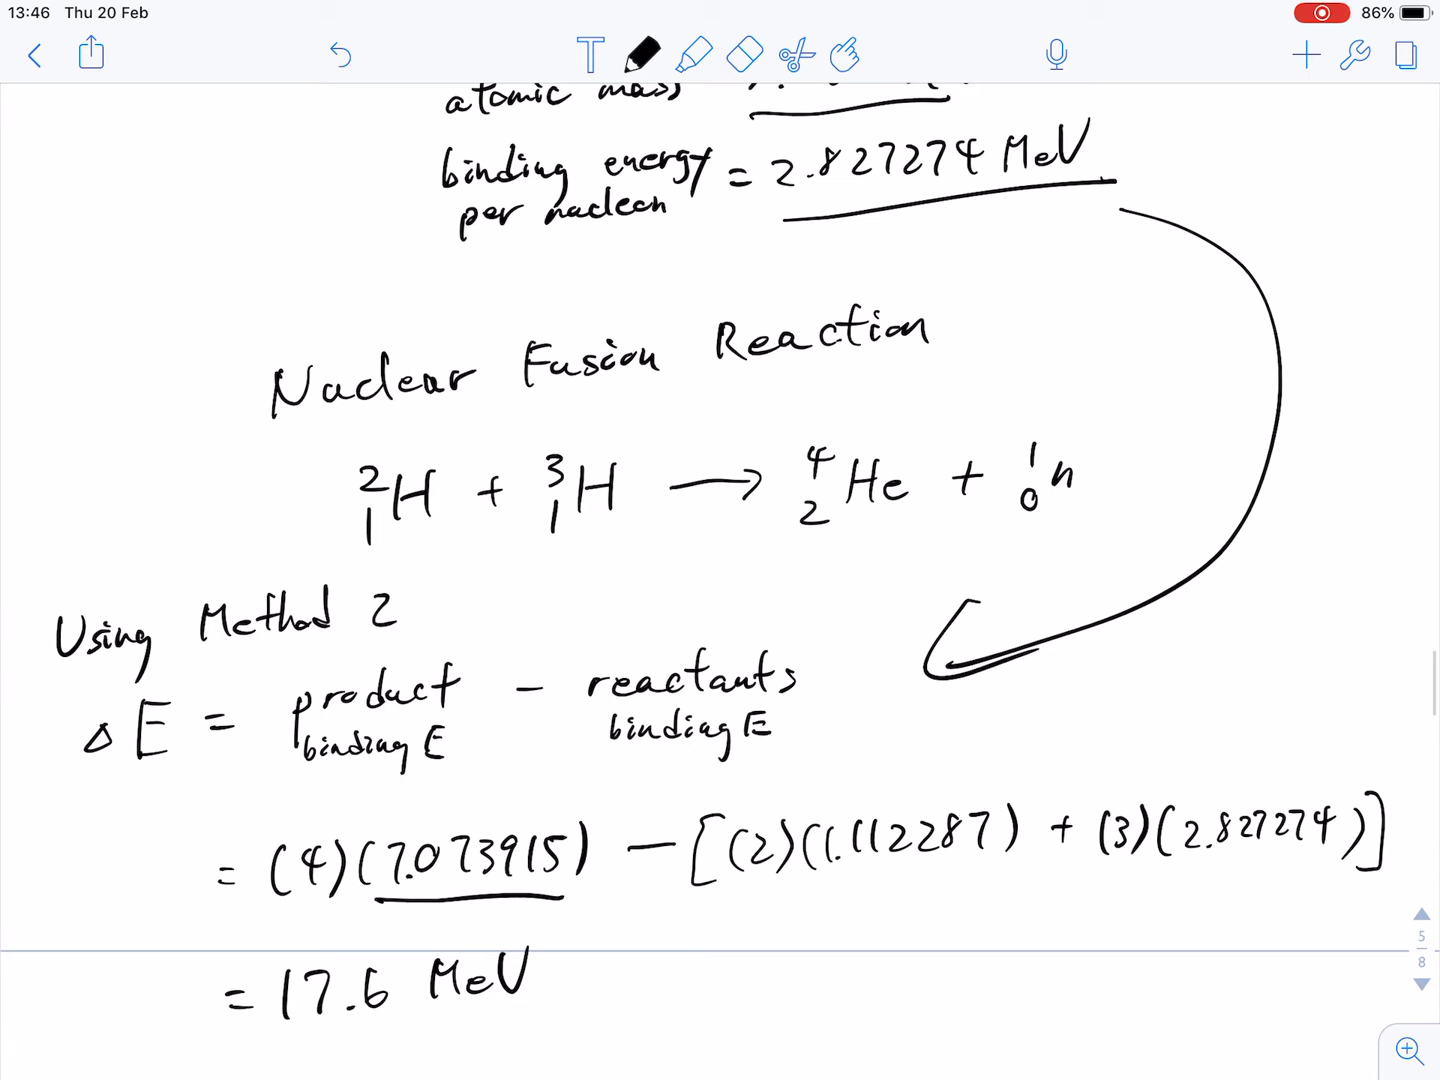 13:46 Thu 20 Feb 86%
T
atomic mass
binding energy = 2.827274 MeV
per nucleon
Nuclear Fusion Reaction
²₁H + ³₁H → ⁴₂He + ¹₀n
Using Method 2
ΔE = product binding E - reactants binding E
= (4)(7.073915) - [(2)(1.112287) + (3)(2.827274)]
= 17.6 MeV
5
8